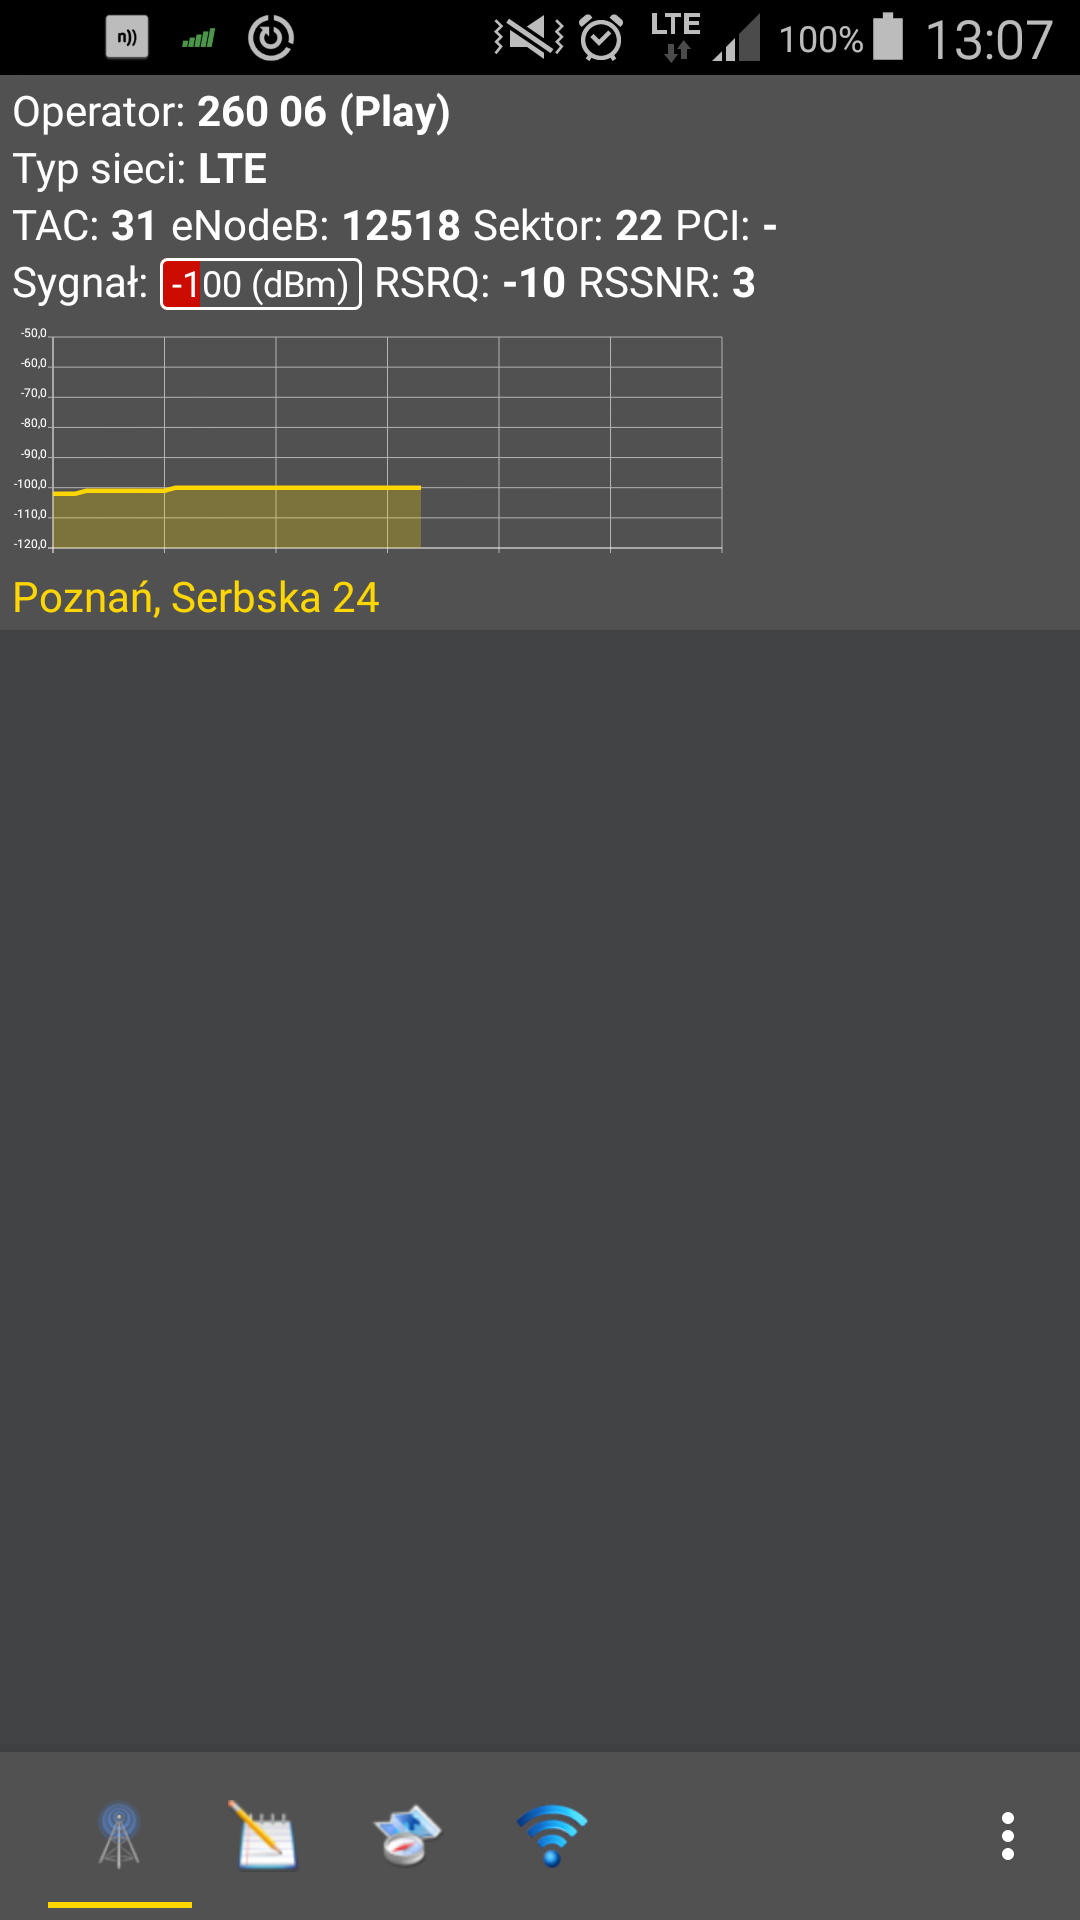 n))
LTE
100%
13:07
Operator: 260 06 (Play)
Typ sieci: LTE
TAC: 31 eNodeB: 12518 Sektor: 22 PCI: -
Sygnał: -100 (dBm) RSRQ: -10 RSSNR: 3
-50,0
-60,0
-70,0
-80,0
-90,0
-100,0
-110,0
-120,0
Poznań, Serbska 24